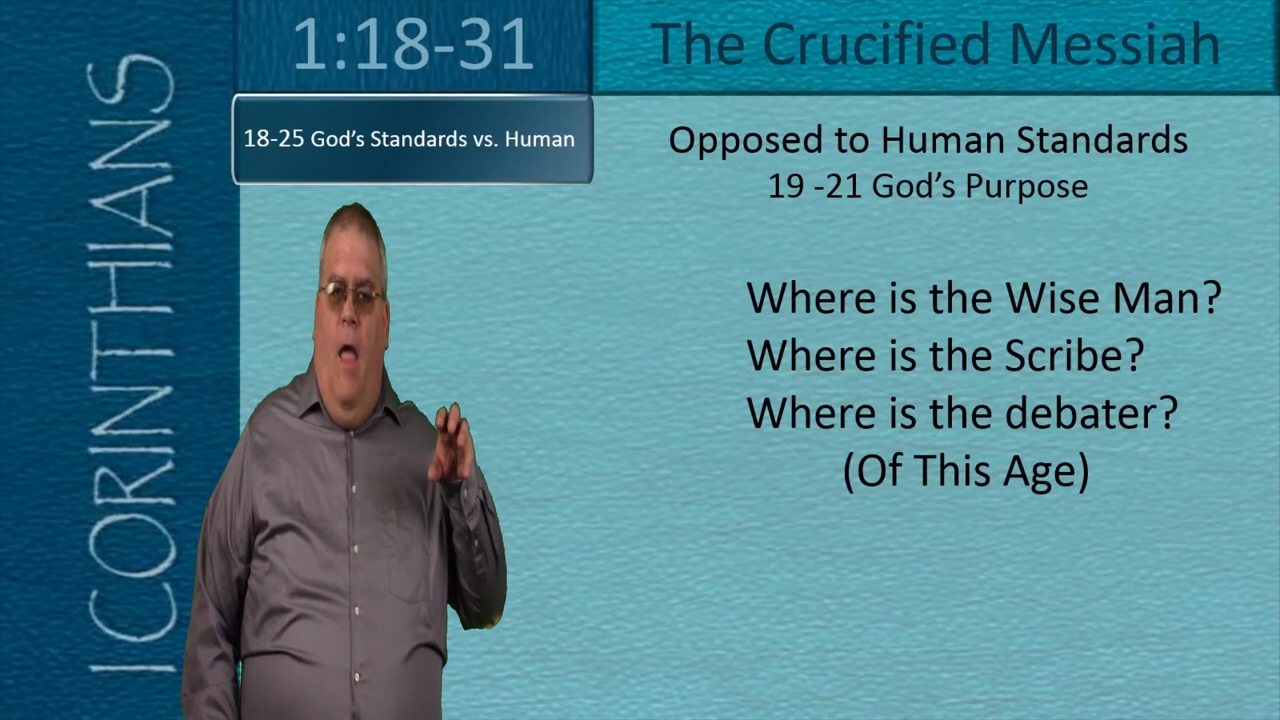 I CORINTHIANS
1:18-31
The Crucified Messiah
18-25 God's Standards vs. Human
Opposed to Human Standards
19 -21 God's Purpose
Where is the Wise Man?
Where is the Scribe?
Where is the debater?
(Of This Age)